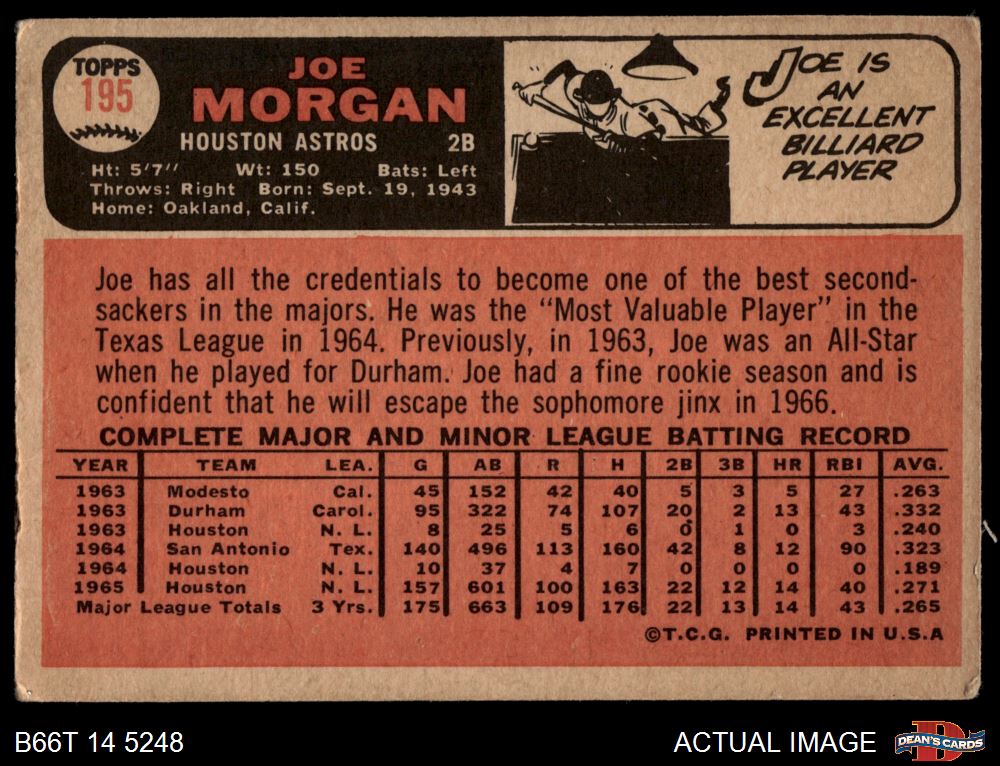 TOPPS
195
JOE
MORGAN
HOUSTON ASTROS 2B
Ht: 5'7" Wt: 150 Bats: Left
Throws: Right Born: Sept. 19, 1943
Home: Oakland, Calif.
JOE IS
AN
EXCELLENT
BILLIARD
PLAYER
Joe has all the credentials to become one of the best second-
sackers in the majors. He was the "Most Valuable Player" in the
Texas League in 1964. Previously, in 1963, Joe was an All-Star
when he played for Durham. Joe had a fine rookie season and is
confident that he will escape the sophomore jinx in 1966.
COMPLETE MAJOR AND MINOR LEAGUE BATTING RECORD
YEAR TEAM LEA. G AB R H 2B 3B HR RBI AVG.
1963 Modesto Cal. 45 152 42 40 5 3 5 27 .263
1963 Durham Carol. 95 322 74 107 20 2 13 43 .332
1963 Houston N. L. 8 25 5 6 0 1 0 3 .240
1964 San Antonio Tex. 140 496 113 160 42 8 12 90 .323
1964 Houston N. L. 10 37 4 7 0 0 0 0 .189
1965 Houston N. L. 157 601 100 163 22 12 14 40 .271
Major League Totals 3 Yrs. 175 663 109 176 22 13 14 43 .265
©T.C.G. PRINTED IN U.S.A
B66T 14 5248
ACTUAL IMAGE
DEAN'S CARDS